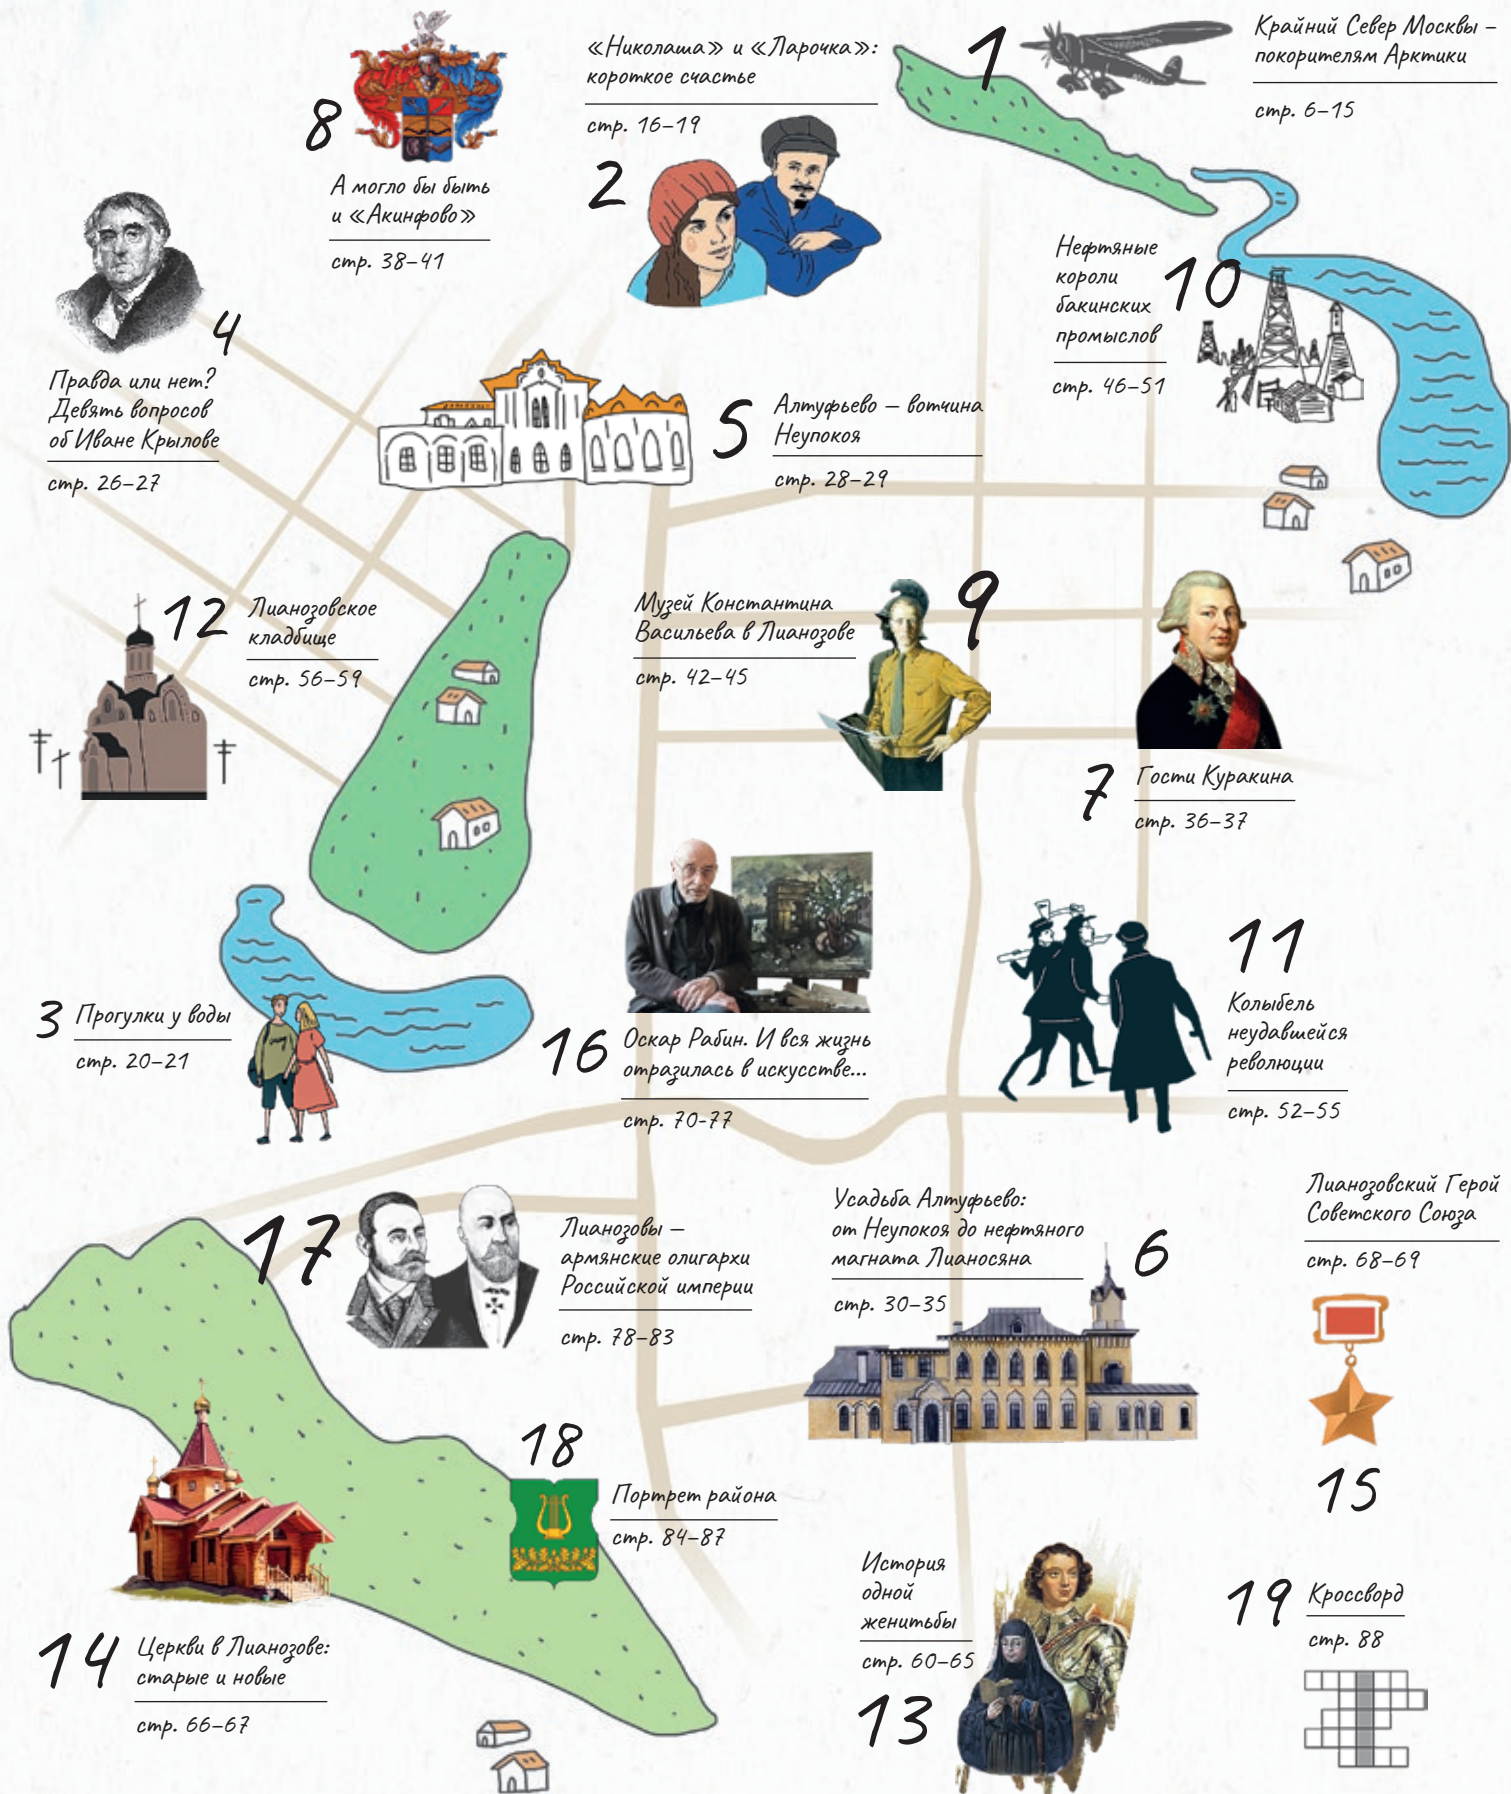 8
А могло бы быть
и «Акинфово»
стр. 38–41
«Николаша» и «Ларочка»:
короткое счастье
стр. 16–19
2
1
Крайний Север Москвы –
покорителям Арктики
стр. 6–15
4
Правда или нет?
Девять вопросов
об Иване Крылове
стр. 26–27
5
Алтуфьево – вотчина
Неупокоя
стр. 28–29
Нефтяные
короли
бакинских
промыслов
10
стр. 46–51
12
Лианозовское
кладбище
стр. 56–59
Музей Константина
Васильева в Лианозове
стр. 42–45
9
7
Гости Куракина
стр. 36–37
3
Прогулки у воды
стр. 20–21
16
Оскар Рабин. И вся жизнь
отразилась в искусстве...
стр. 70-77
11
Колыбель
неудавшейся
революции
стр. 52–55
17
Лианозовы –
армянские олигархи
Российской империи
стр. 78–83
Усадьба Алтуфьево:
от Неупокоя до нефтяного
магната Лианосяна
стр. 30–35
6
Лианозовский Герой
Советского Союза
стр. 68–69
15
18
Портрет района
стр. 84–87
14
Церкви в Лианозове:
старые и новые
стр. 66–67
История
одной
женитьбы
стр. 60–65
13
19
Кроссворд
стр. 88